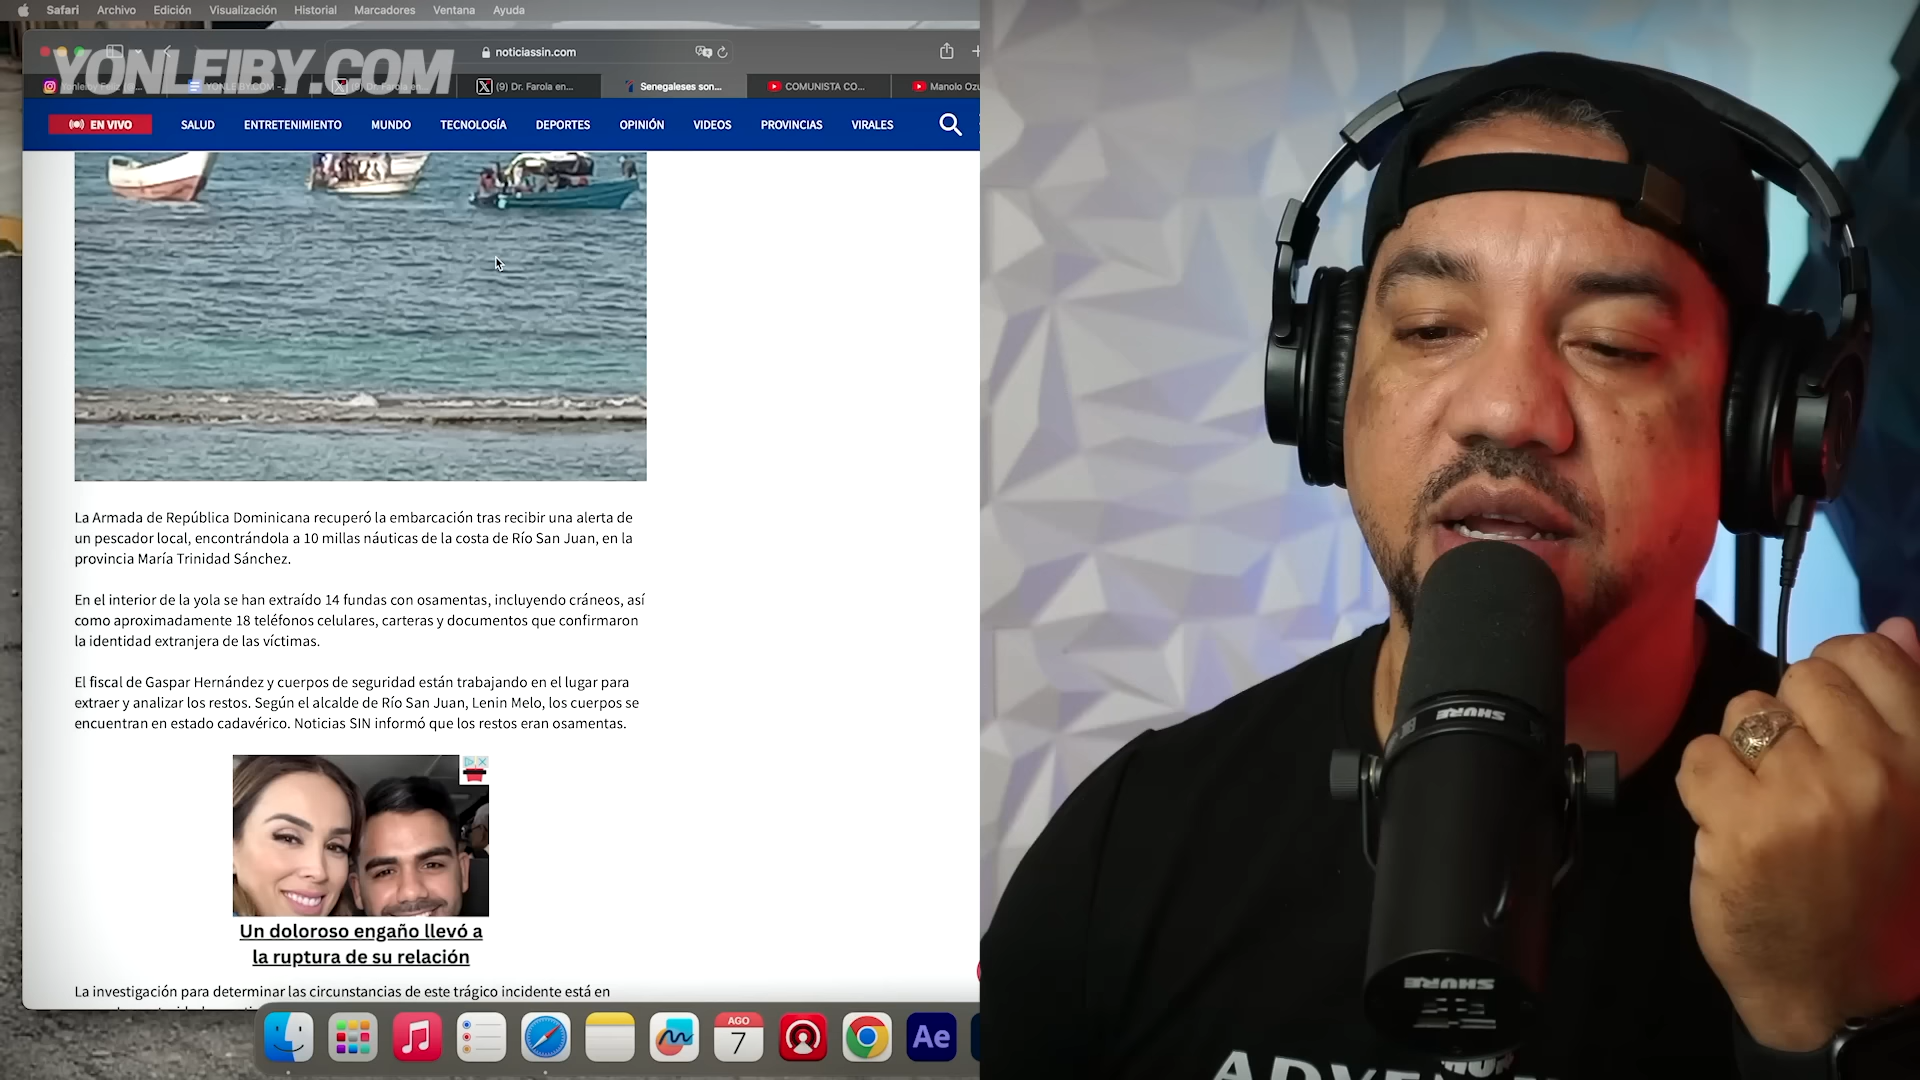 Safari Archivo Edición Visualización Historial Marcadores Ventana Ayuda
YONLEIBY.COM
noticiassin.com
(9) Dr. Farola en...
Senegaleses son...
COMUNISTA CO...
Manolo Ozu
EN VIVO SALUD ENTRETENIMIENTO MUNDO TECNOLOGÍA DEPORTES OPINIÓN VIDEOS PROVINCIAS VIRALES
La Armada de República Dominicana recuperó la embarcación tras recibir una alerta de
un pescador local, encontrándola a 10 millas náuticas de la costa de Río San Juan, en la
provincia María Trinidad Sánchez.
En el interior de la yola se han extraído 14 fundas con osamentas, incluyendo cráneos, así
como aproximadamente 18 teléfonos celulares, carteras y documentos que confirmaron
la identidad extranjera de las víctimas.
El fiscal de Gaspar Hernández y cuerpos de seguridad están trabajando en el lugar para
extraer y analizar los restos. Según el alcalde de Río San Juan, Lenin Melo, los cuerpos se
encuentran en estado cadavérico. Noticias SIN informó que los restos eran osamentas.
Un doloroso engaño llevó a
la ruptura de su relación
La investigación para determinar las circunstancias de este trágico incidente está en
AGO
7
Ae
SHURE
SHURE